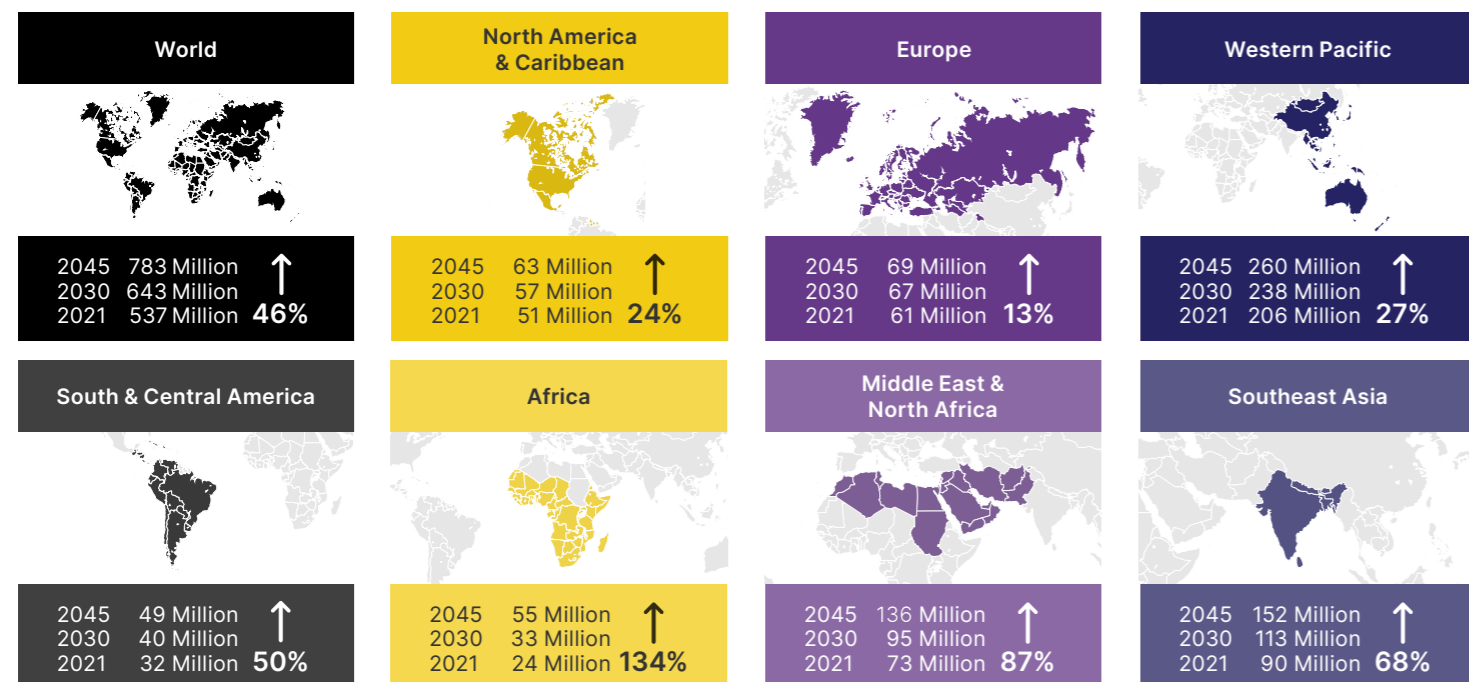 World
2045 783 Million
2030 643 Million
2021 537 Million 46%
North America
& Caribbean
2045 63 Million
2030 57 Million
2021 51 Million 24%
Europe
2045 69 Million
2030 67 Million
2021 61 Million 13%
Western Pacific
2045 260 Million
2030 238 Million
2021 206 Million 27%
South & Central America
2045 49 Million
2030 40 Million
2021 32 Million 50%
Africa
2045 55 Million
2030 33 Million
2021 24 Million 134%
Middle East &
North Africa
2045 136 Million
2030 95 Million
2021 73 Million 87%
Southeast Asia
2045 152 Million
2030 113 Million
2021 90 Million 68%